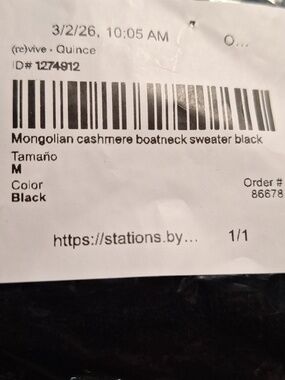 3/2/26, 10:05 AM O...
(re)vive - Quince
ID# 1274912
Mongolian cashmere boatneck sweater black
Tamaño
M
Color Order #
Black 86678
https://stations.by... 1/1